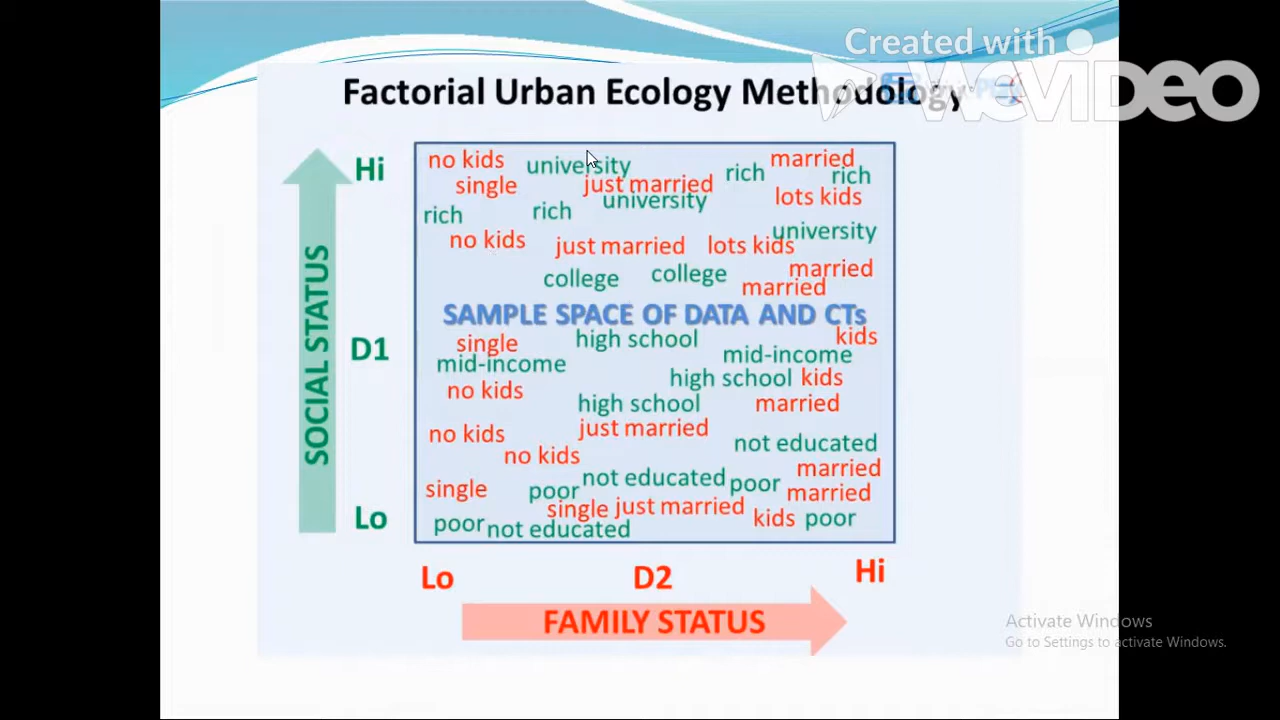 Created with
WEVIDEO
Factorial Urban Ecology Methodology
Hi
no kids
university
married
single
just married
rich
rich
university
lots kids
rich
rich
no kids
just married
lots kids
university
college
college
married
married
SAMPLE SPACE OF DATA AND CTs
SOCIAL STATUS
D1
single
high school
kids
mid-income
mid-income
no kids
high school
kids
high school
married
no kids
just married
not educated
no kids
married
single
poor
not educated
poor
married
Lo
single
just married
kids
poor
poor
not educated
Lo
D2
Hi
FAMILY STATUS
Activate Windows
Go to Settings to activate Windows.